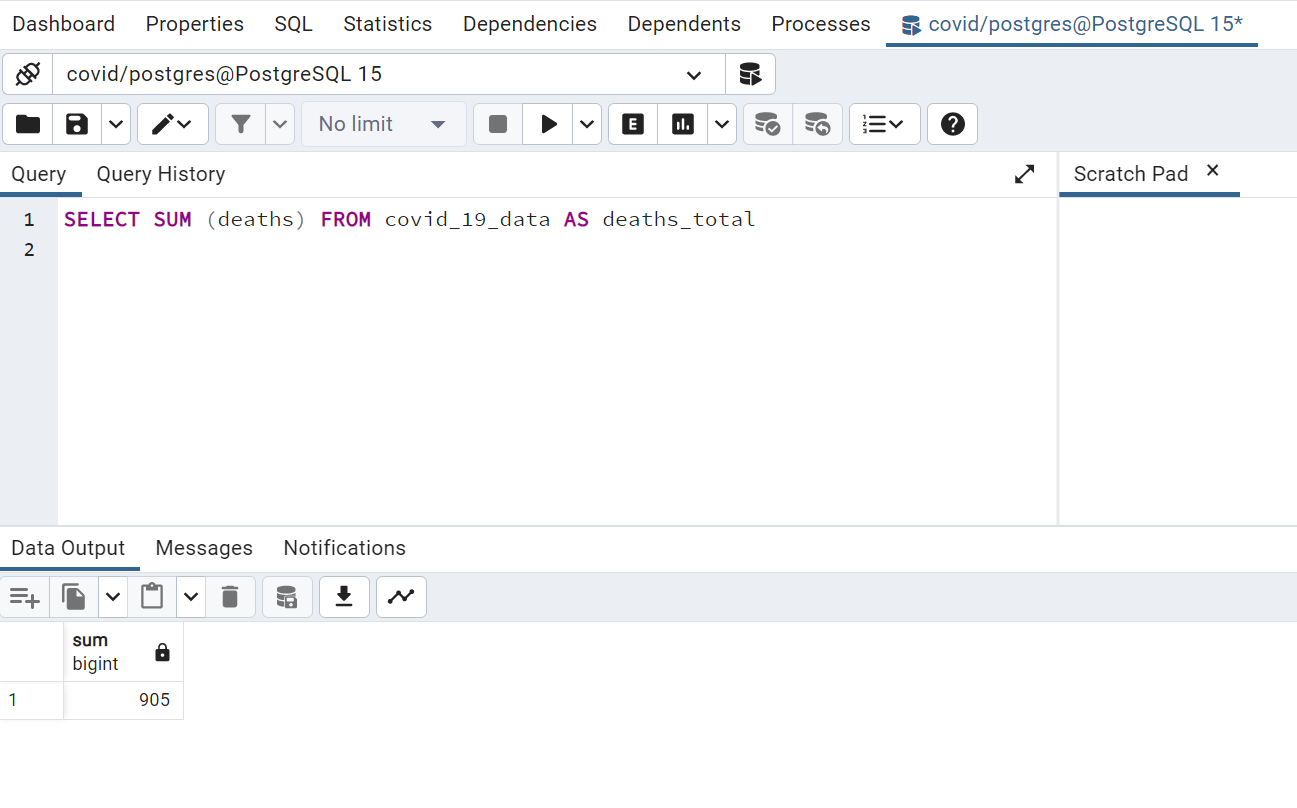 Dashboard Properties SQL Statistics Dependencies Dependents Processes covid/postgres@PostgreSQL 15*
covid/postgres@PostgreSQL 15
No limit E
Query Query History Scratch Pad ×
1 SELECT SUM (deaths) FROM covid_19_data AS deaths_total
2
Data Output Messages Notifications
sum
bigint
1 905